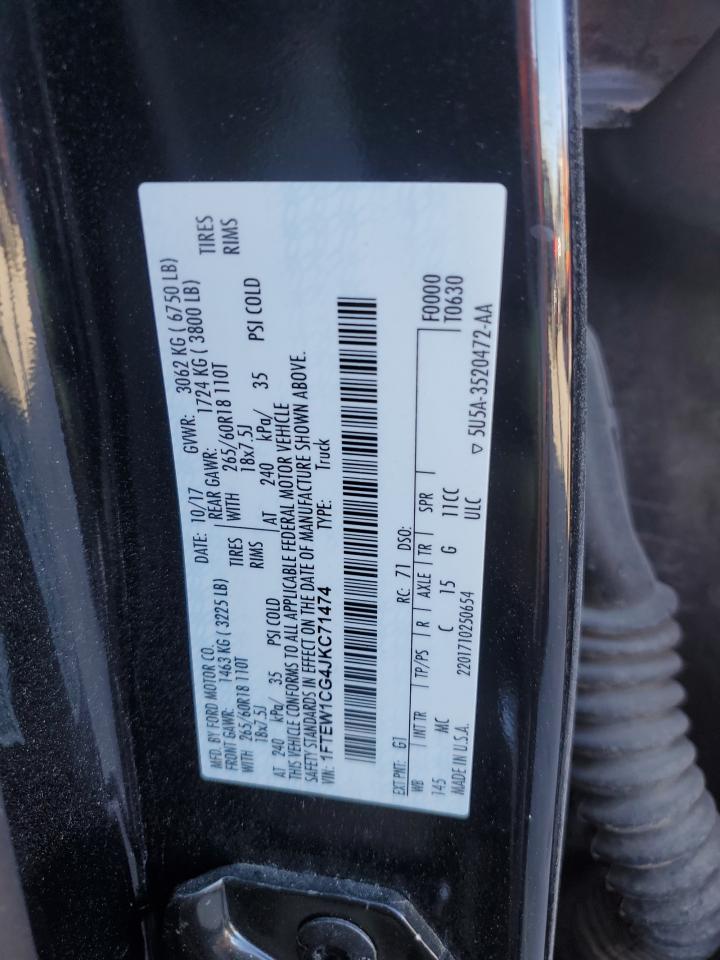 MFD. BY FORD MOTOR CO. DATE: 10/17 GVWR: 3062 KG ( 6750 LB)
FRONT GAWR: 1463 KG ( 3225 LB) REAR GAWR: 1724 KG ( 3800 LB)
WITH 265/60R18 110T TIRES WITH 265/60R18 110T TIRES
18x7.5J RIMS 18x7.5J RIMS
AT 240 kPa/ 35 PSI COLD AT 240 kPa/ 35 PSI COLD
THIS VEHICLE CONFORMS TO ALL APPLICABLE FEDERAL MOTOR VEHICLE
SAFETY STANDARDS IN EFFECT ON THE DATE OF MANUFACTURE SHOWN ABOVE.
VIN: 1FTEW1CG4JKC71474 TYPE: Truck
EXT PNT: G1 RC: 71 DSO: F0000
WB INT TR TP/PS R AXLE TR SPR T0630
145 MC C 15 G 11CC
MADE IN U.S.A. 2201710250654 ULC ▽ 5U5A-3520472-AA